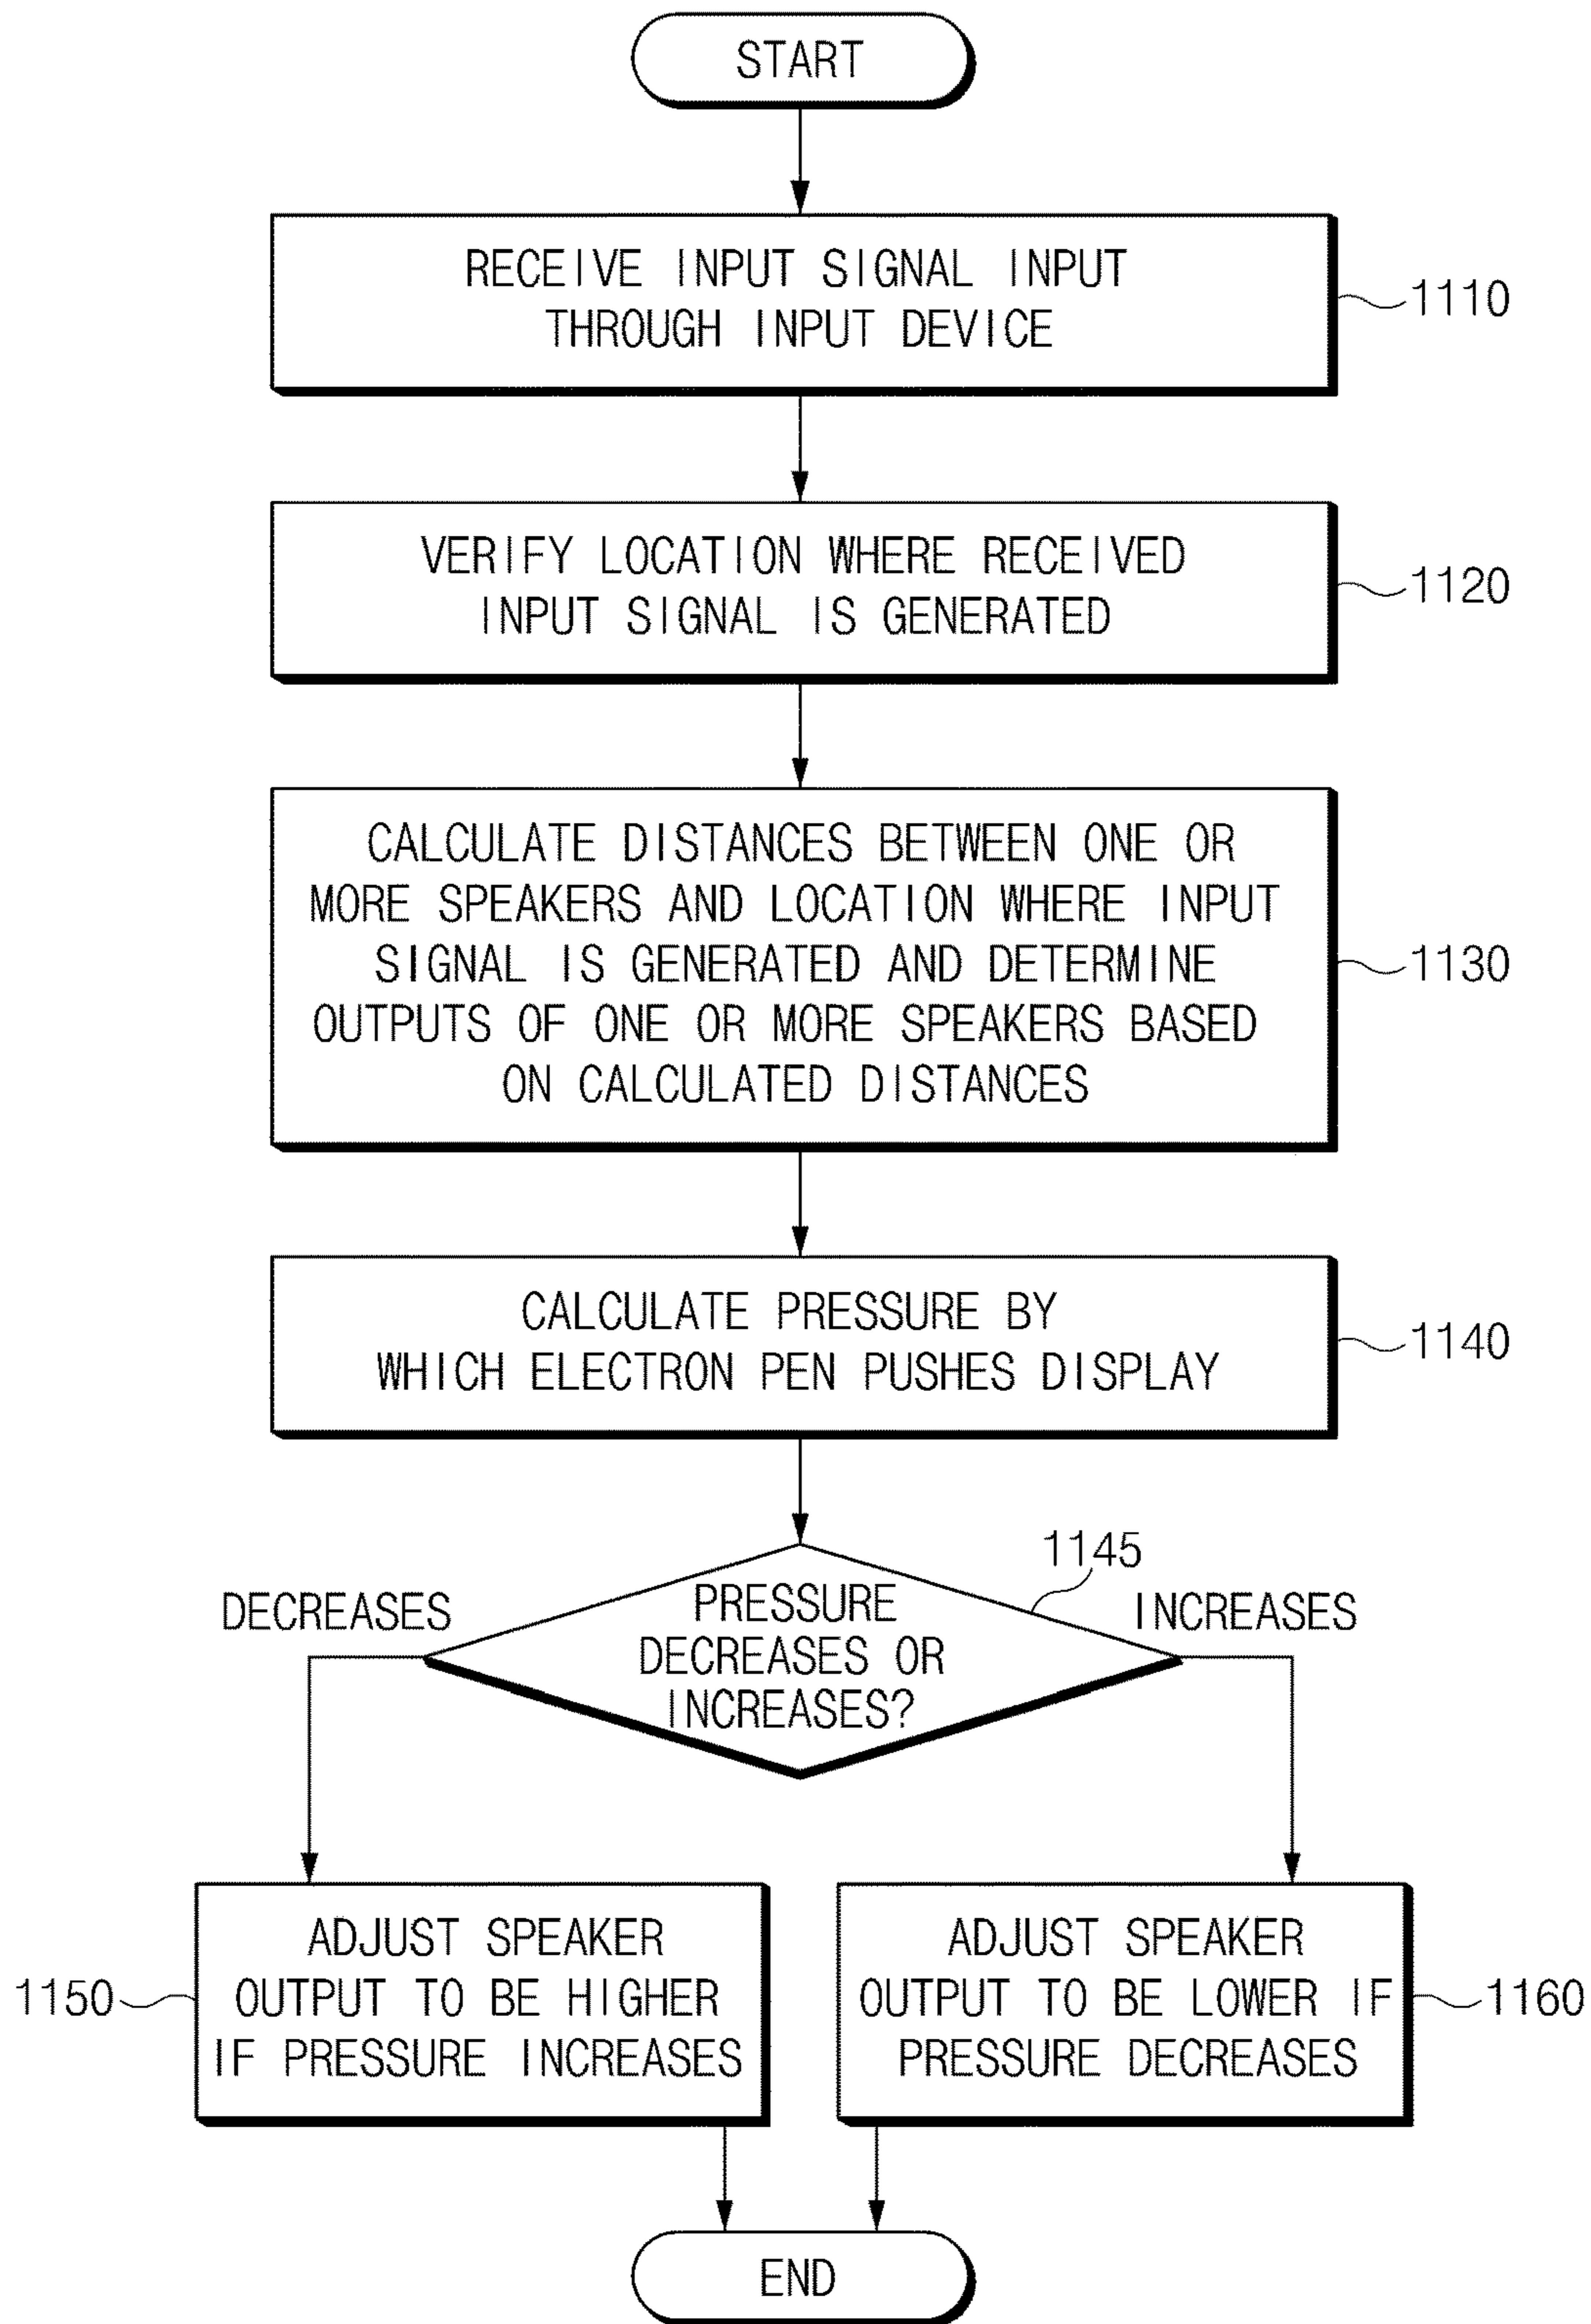 START
RECEIVE INPUT SIGNAL INPUT
THROUGH INPUT DEVICE
1110
VERIFY LOCATION WHERE RECEIVED
INPUT SIGNAL IS GENERATED
1120
CALCULATE DISTANCES BETWEEN ONE OR
MORE SPEAKERS AND LOCATION WHERE INPUT
SIGNAL IS GENERATED AND DETERMINE
OUTPUTS OF ONE OR MORE SPEAKERS BASED
ON CALCULATED DISTANCES
1130
CALCULATE PRESSURE BY
WHICH ELECTRON PEN PUSHES DISPLAY
1140
1145
DECREASES
PRESSURE
DECREASES OR
INCREASES?
INCREASES
ADJUST SPEAKER
OUTPUT TO BE HIGHER
IF PRESSURE INCREASES
1150
ADJUST SPEAKER
OUTPUT TO BE LOWER IF
PRESSURE DECREASES
1160
END